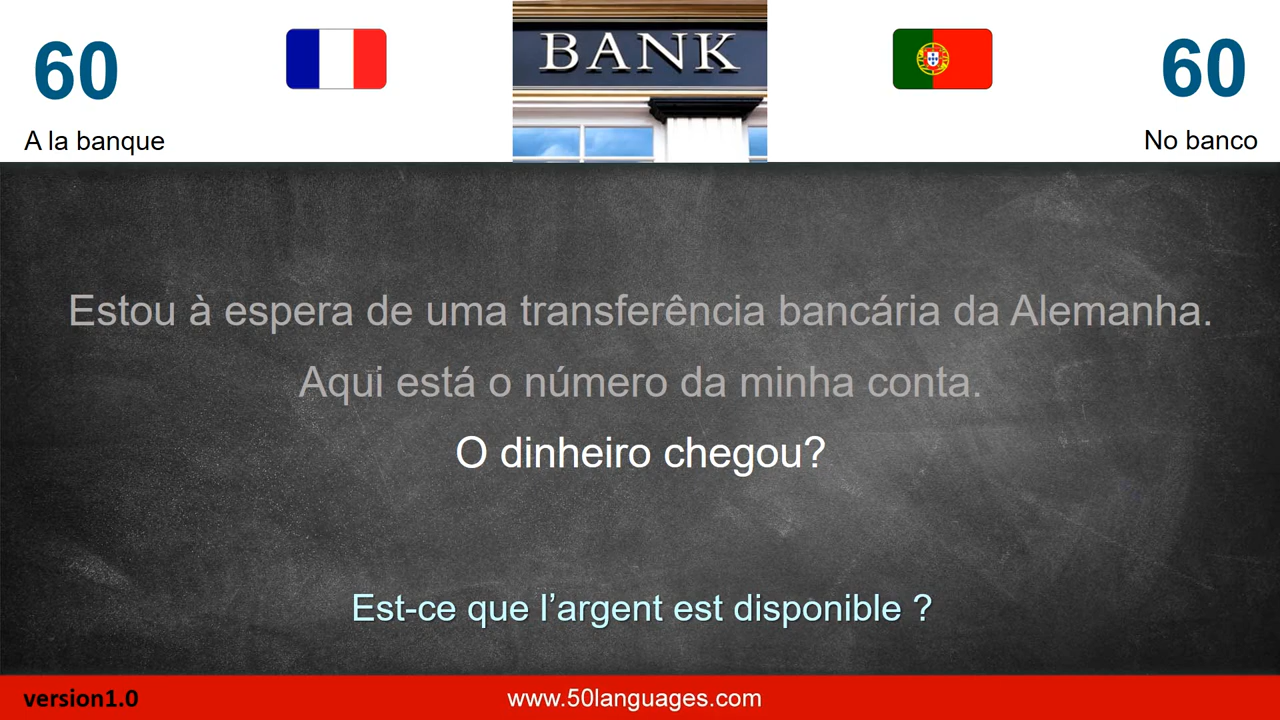 60
BANK
60
A la banque
No banco
Estou à espera de uma transferência bancária da Alemanha.
Aqui está o número da minha conta.
O dinheiro chegou?
Est-ce que l’argent est disponible ?
version1.0
www.50languages.com